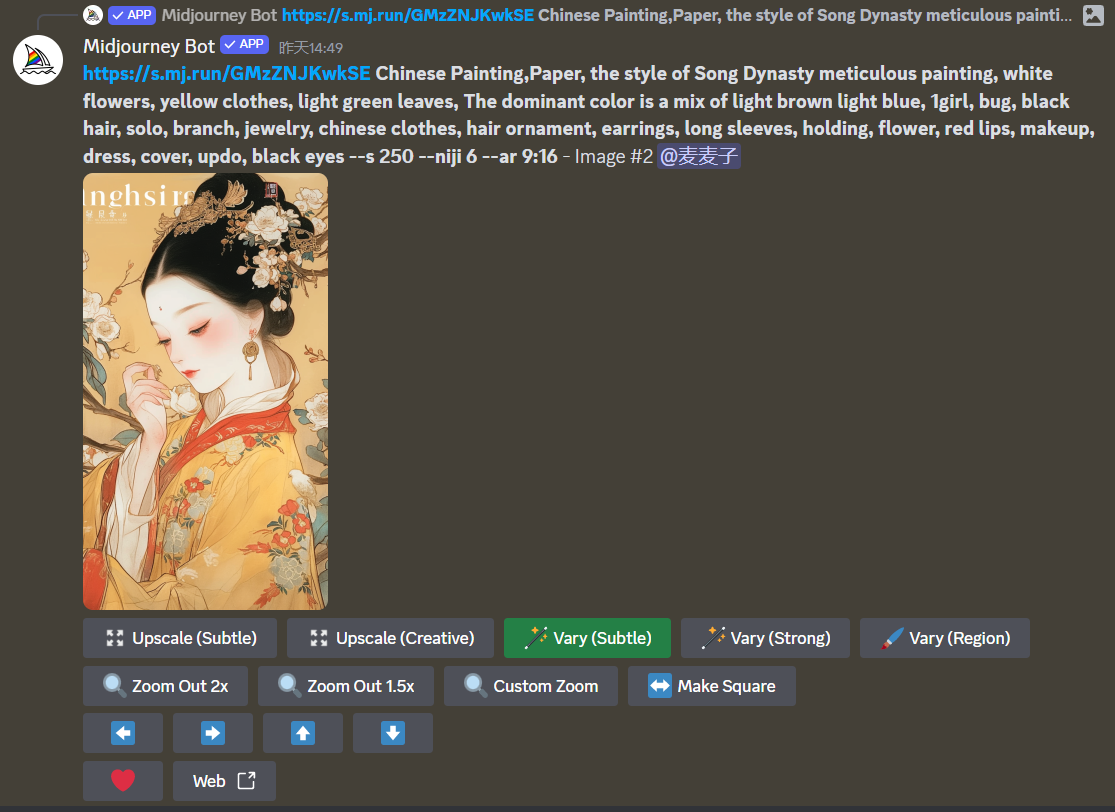 APP Midjourney Bot https://s.mj.run/GMzZNJKwkSE Chinese Painting,Paper, the style of Song Dynasty meticulous painti...
Midjourney Bot APP 昨天14:49
https://s.mj.run/GMzZNJKwkSE Chinese Painting,Paper, the style of Song Dynasty meticulous painting, white
flowers, yellow clothes, light green leaves, The dominant color is a mix of light brown light blue, 1girl, bug, black
hair, solo, branch, jewelry, chinese clothes, hair ornament, earrings, long sleeves, holding, flower, red lips, makeup,
dress, cover, updo, black eyes --s 250 --niji 6 --ar 9:16 - Image #2 @麦麦子
Upscale (Subtle) Upscale (Creative) Vary (Subtle) Vary (Strong) Vary (Region)
Zoom Out 2x Zoom Out 1.5x Custom Zoom Make Square
Web